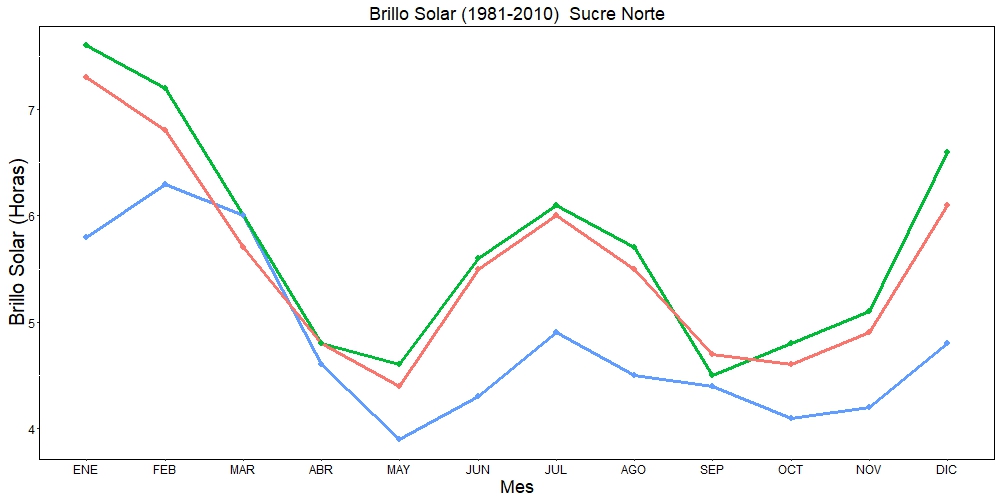 Brillo Solar (1981-2010)  Sucre Norte
Brillo Solar (Horas)
7
6
5
4
ENE FEB MAR ABR MAY JUN JUL AGO SEP OCT NOV DIC
Mes